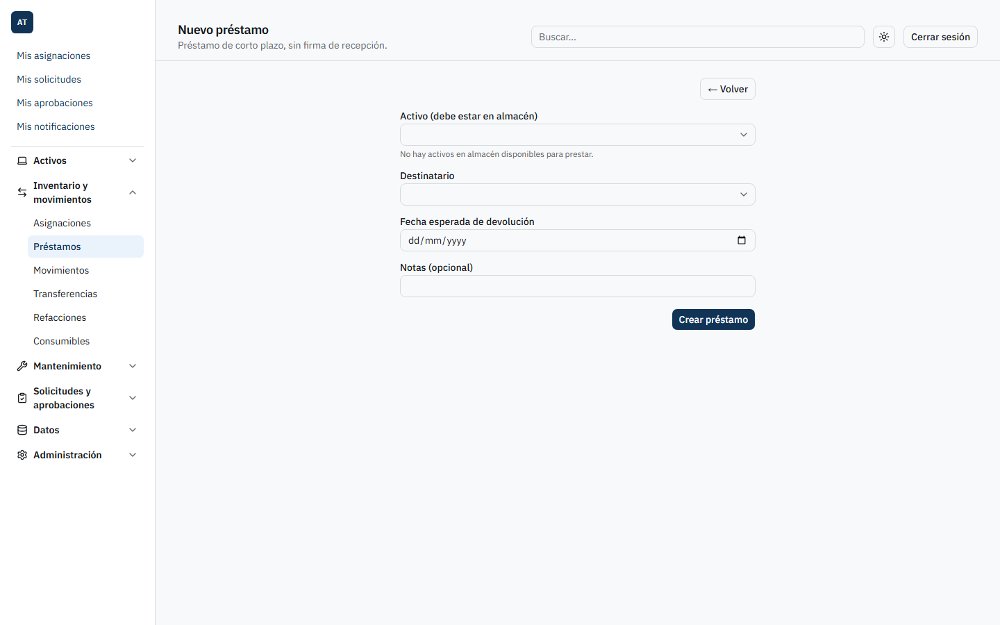 AT
Mis asignaciones
Mis solicitudes
Mis aprobaciones
Mis notificaciones
Activos
Inventario y
movimientos
Asignaciones
Préstamos
Movimientos
Transferencias
Refacciones
Consumibles
Mantenimiento
Solicitudes y
aprobaciones
Datos
Administración
Nuevo préstamo
Préstamo de corto plazo, sin firma de recepción.
Buscar...
Cerrar sesión
← Volver
Activo (debe estar en almacén)
No hay activos en almacén disponibles para prestar.
Destinatario
Fecha esperada de devolución
dd/mm/yyyy
Notas (opcional)
Crear préstamo